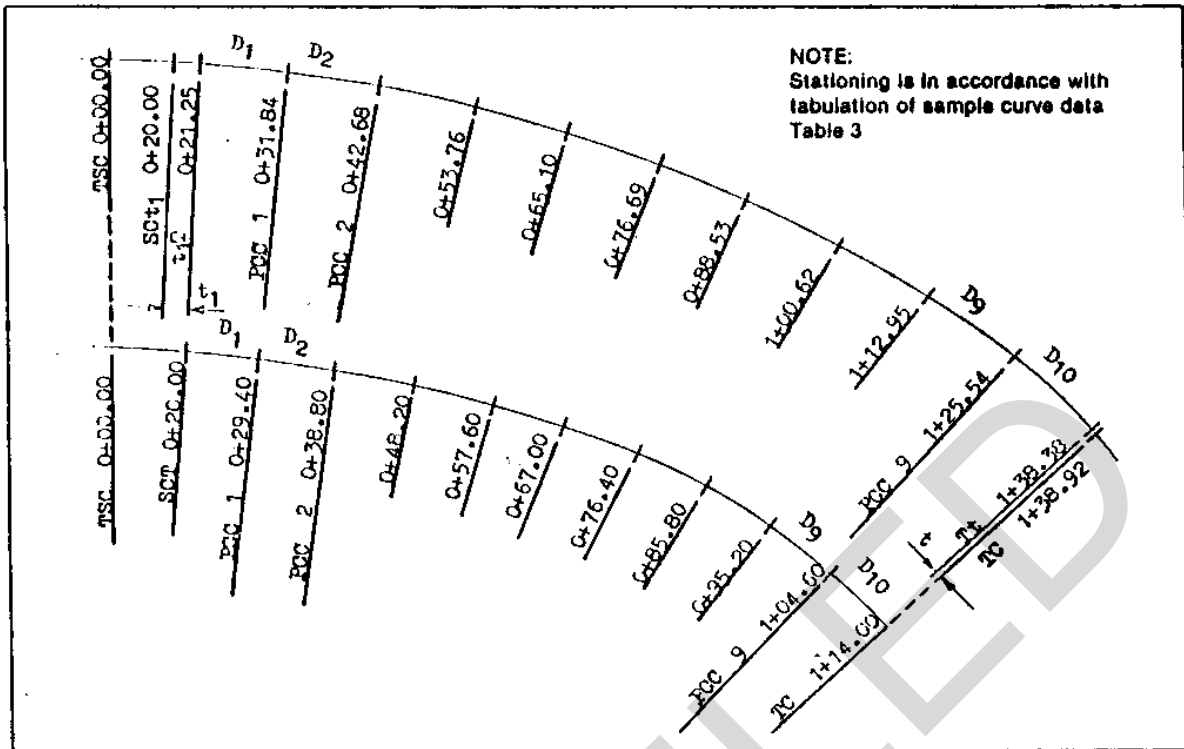 D1
D2
NOTE:
Stationing is in accordance with
tabulation of sample curve data
Table 3
TSC 0+00.00
SCt1 0+20.00
0+21.25
PCC 1 0+31.84
PCC 2 0+42.68
0+53.76
0+65.10
0+76.69
0+88.53
1+00.62
1+12.95
D9
PCC 9 1+25.54
D10
Tt 1+38.38
TC 1+38.92
t
t1
D1
D2
TSC 0+00.00
SCT 0+20.00
PCC 1 0+29.40
PCC 2 0+38.80
0+48.20
0+57.60
0+67.00
0+76.40
0+85.80
0+95.20
D9
PCC 9 1+04.60
D10
TC 1+14.00